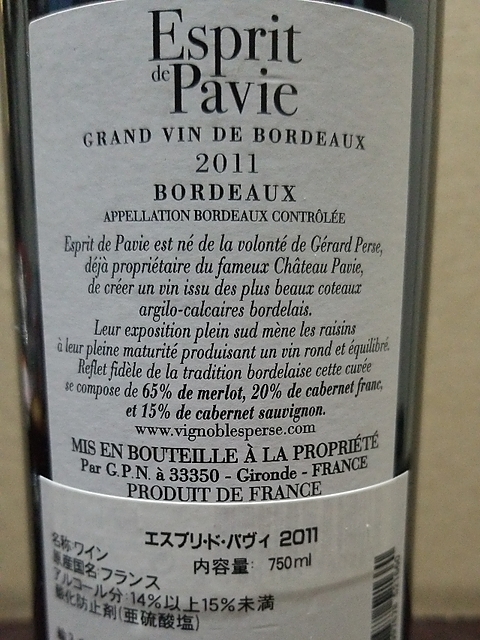 Esprit
de
Pavie
GRAND VIN DE BORDEAUX
2011
BORDEAUX
APPELLATION BORDEAUX CONTRÔLÉE
Esprit de Pavie est né de la volonté de Gérard Perse,
déjà propriétaire du fameux Château Pavie,
de créer un vin issu des plus beaux coteaux
argilo-calcaires bordelais.
Leur exposition plein sud mène les raisins
à leur pleine maturité produisant un vin rond et équilibré.
Reflet fidèle de la tradition bordelaise cette cuvée
se compose de 65% de merlot, 20% de cabernet franc,
et 15% de cabernet sauvignon.
www.vignoblesperse.com
MIS EN BOUTEILLE À LA PROPRIÉTÉ
Par G.P.N. à 33350 - Gironde - FRANCE
PRODUIT DE FRANCE
エスプリ・ド・パヴィ 2011
名称:ワイン
内容量: 750ml
原産国名:フランス
アルコール分:14%以上15%未満
酸化防止剤(亜硫酸塩)